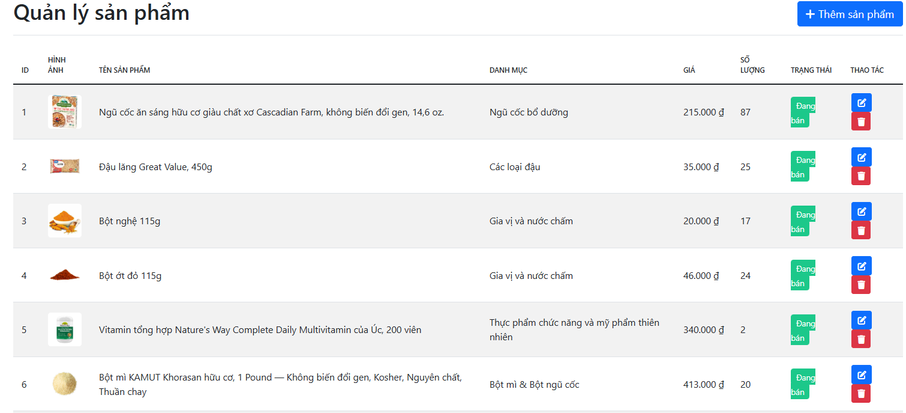 Quản lý sản phẩm
Thêm sản phẩm
ID HÌNH ẢNH TÊN SẢN PHẨM DANH MỤC GIÁ SỐ LƯỢNG TRẠNG THÁI THAO TÁC
1 Ngũ cốc ăn sáng hữu cơ giàu chất xơ Cascadian Farm, không biến đổi gen, 14,6 oz. Ngũ cốc bổ dưỡng 215.000 ₫ 87 Đang bán
2 Đậu lăng Great Value, 450g Các loại đậu 35.000 ₫ 25 Đang bán
3 Bột nghệ 115g Gia vị và nước chấm 20.000 ₫ 17 Đang bán
4 Bột ớt đỏ 115g Gia vị và nước chấm 46.000 ₫ 24 Đang bán
5 Vitamin tổng hợp Nature's Way Complete Daily Multivitamin của Úc, 200 viên Thực phẩm chức năng và mỹ phẩm thiên nhiên 340.000 ₫ 2 Đang bán
6 Bột mì KAMUT Khorasan hữu cơ, 1 Pound — Không biến đổi gen, Kosher, Nguyên chất, Thuần chay Bột mì & Bột ngũ cốc 413.000 ₫ 20 Đang bán